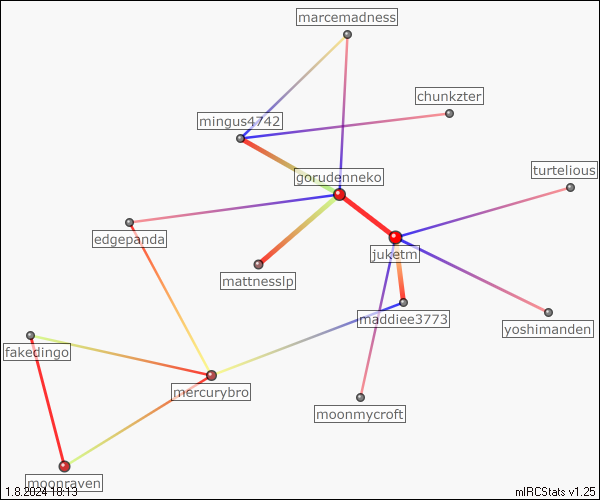 marcemadness
chunkzter
mingus4742
gorudenneko
turtelious
edgepanda
juketm
mattnesslp
maddiee3773
yoshimanden
fakedingo
mercurybro
moonmycroft
moonraven
1.8.2024 18:13
mIRCStats v1.25